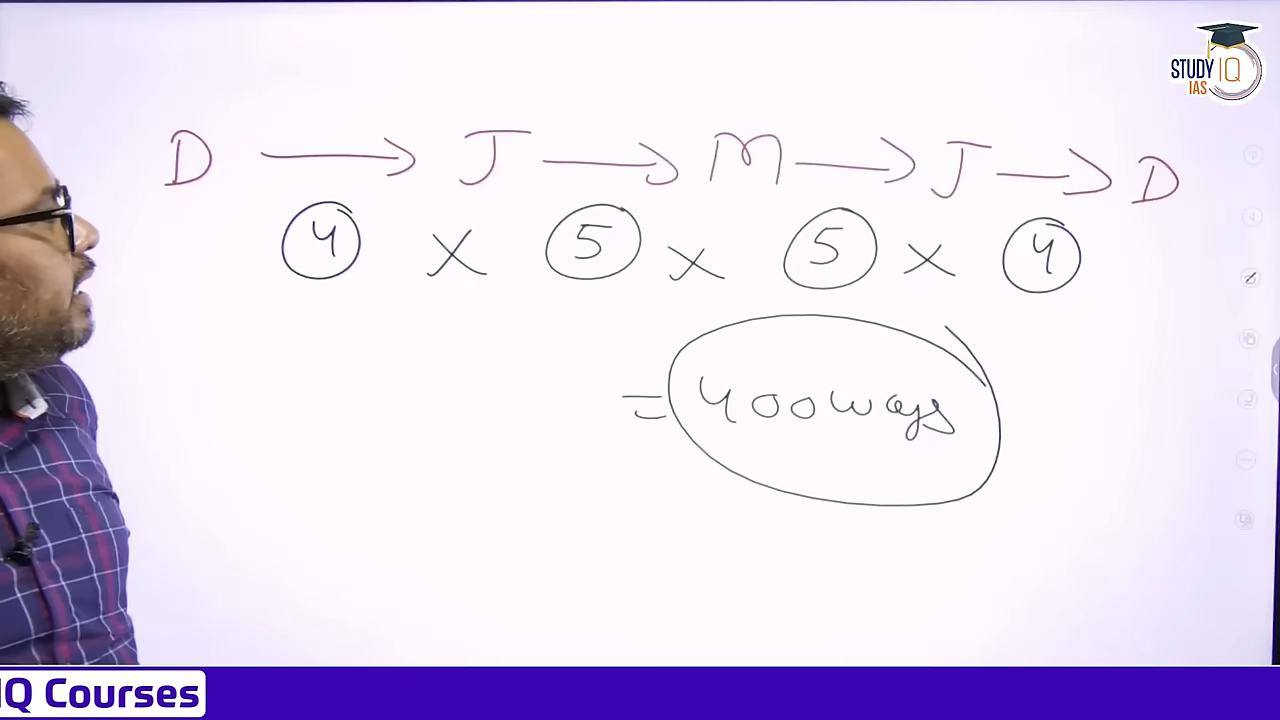 STUDY IQ
IAS
D → J → M → J → D
4 × 5 × 5 × 4
= 400 ways
IQ Courses